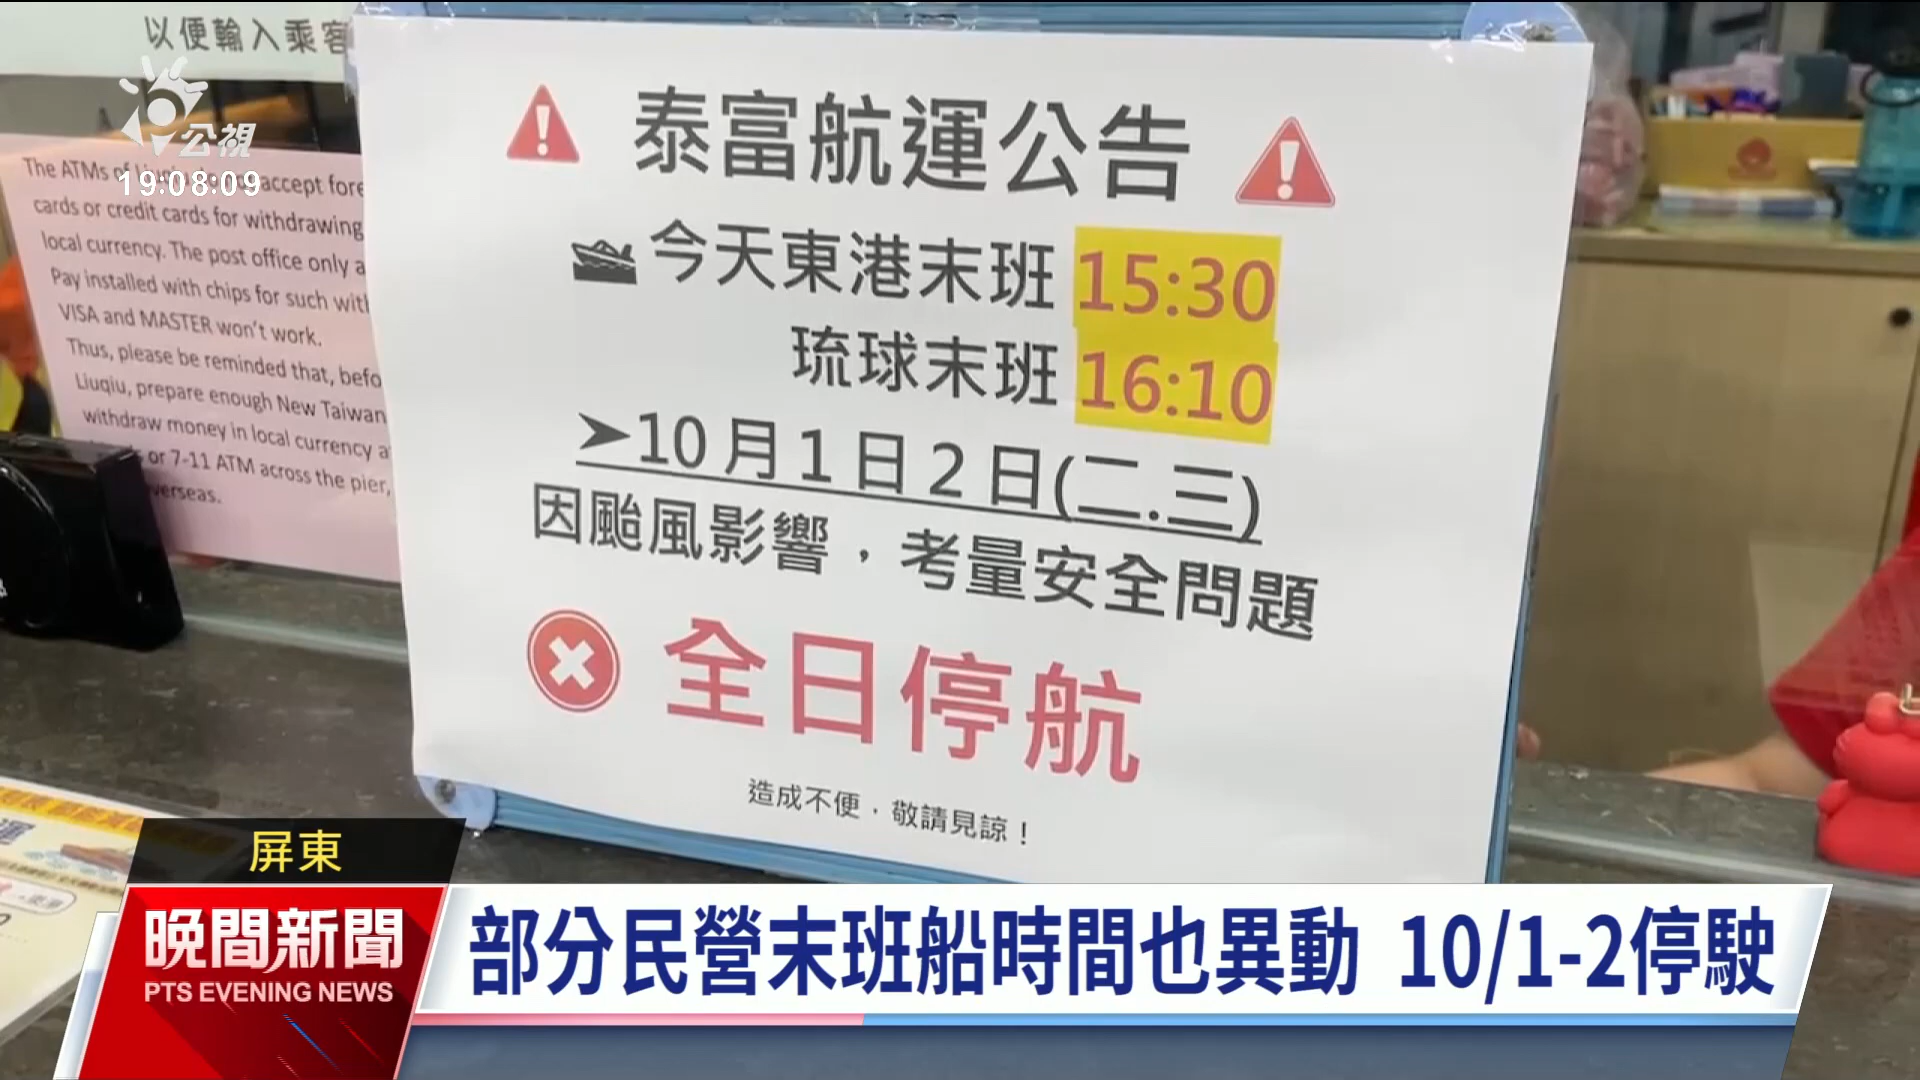 以便輸入乘客
公視
19:08:09
The ATMs of accept fore
cards or credit cards for withdrawing
local currency. The post office only a
Pay installed with chips for such with
VISA and MASTER won't work.
Thus, please be reminded that, befo
Liuqiu, prepare enough New Taiwan
withdraw money in local currency a
or 7-11 ATM across the pier,
overseas.
泰富航運公告
今天東港末班 15:30
琉球末班 16:10
➤10月1日2日(二.三)
因颱風影響，考量安全問題
全日停航
造成不便，敬請見諒！
屏東
晚間新聞
PTS EVENING NEWS
部分民營末班船時間也異動 10/1-2停駛